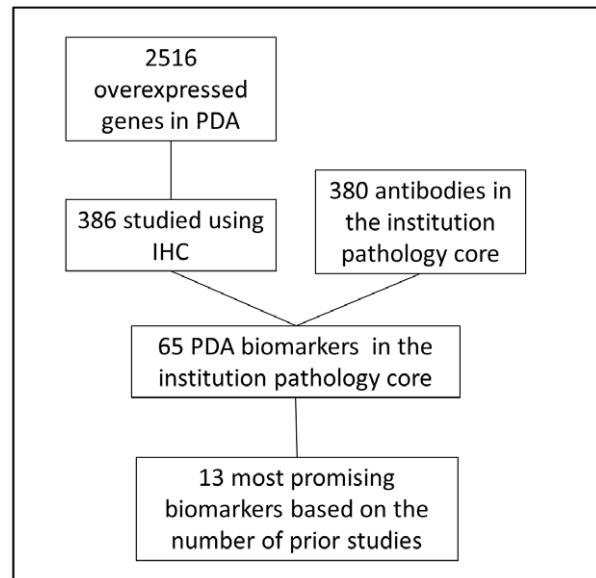 2516
overexpressed
genes in PDA
386 studied using
IHC
380 antibodies in
the institution
pathology core
65 PDA biomarkers in the
institution pathology core
13 most promising
biomarkers based on the
number of prior studies